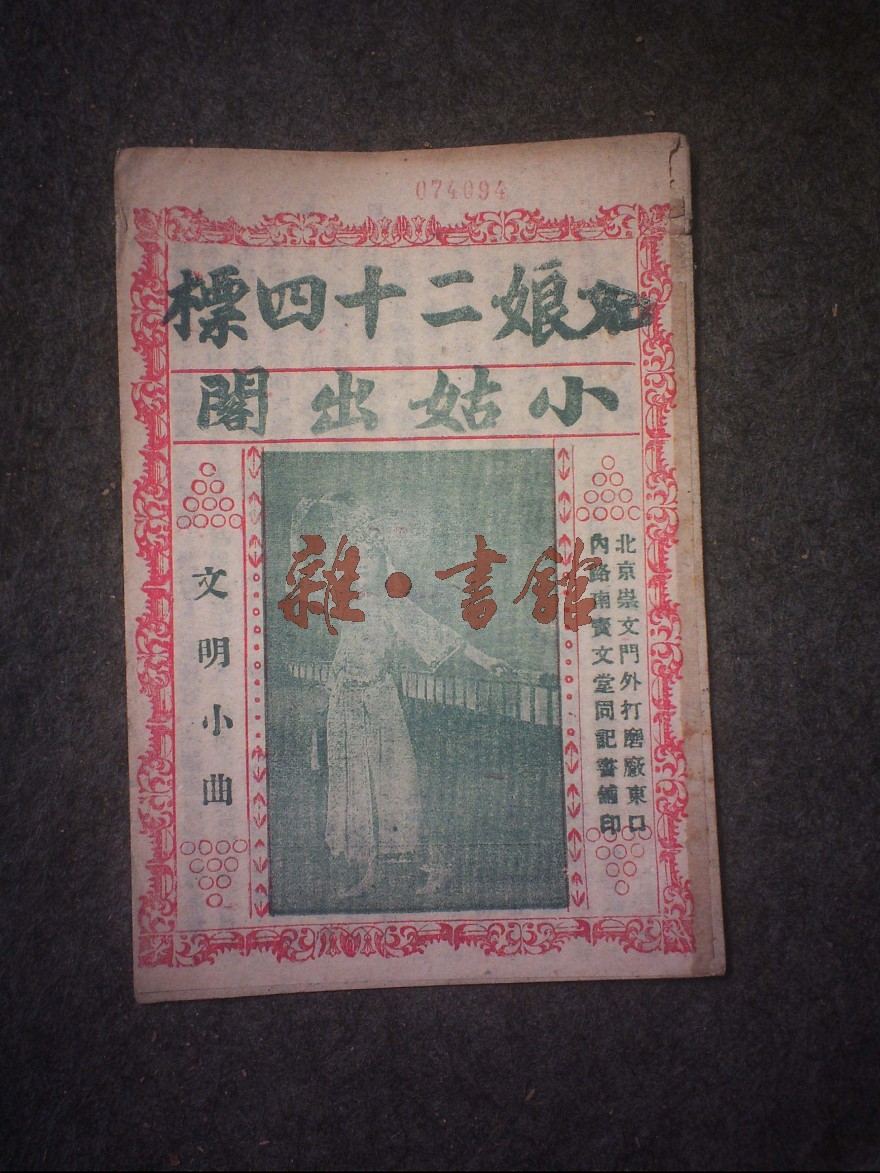 074094
娘二十四標
小姑出閣
北京崇文門外打磨廠東口
內路南寶文堂同記書舖印
文明小曲
雜·書館